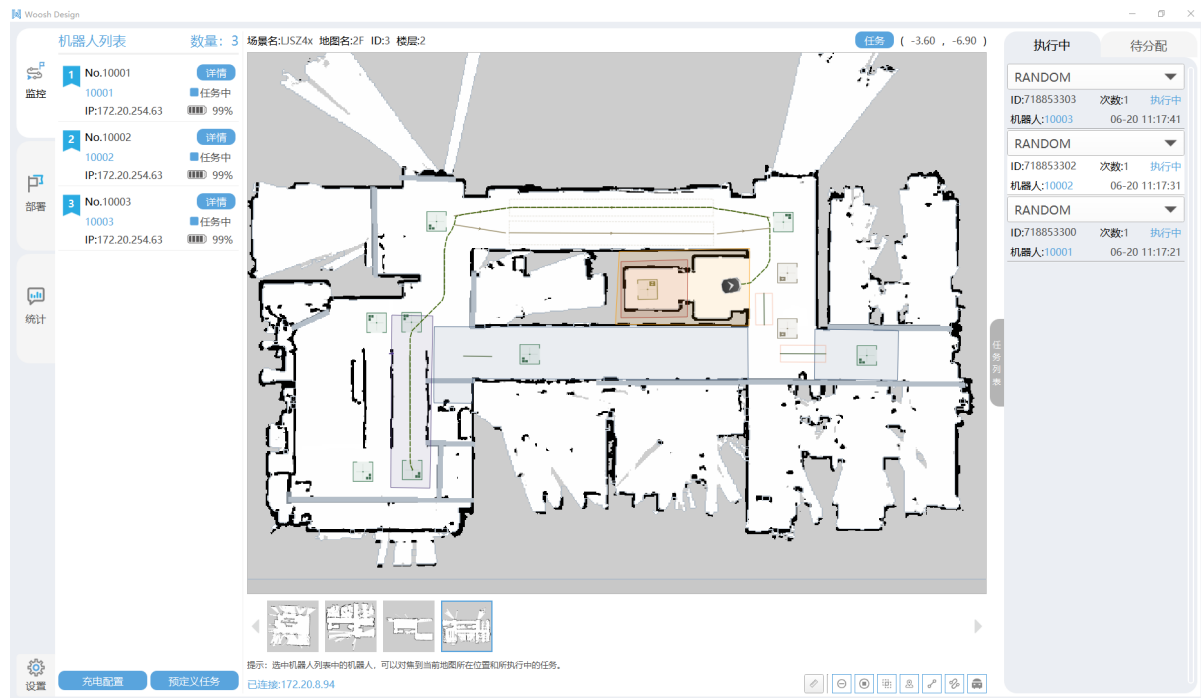 Woosh Design
监控
部署
统计
设置
机器人列表 数量：3
1 No.10001 详情
10001 任务中
IP:172.20.254.63 99%
2 No.10002 详情
10002 任务中
IP:172.20.254.63 99%
3 No.10003 详情
10003 任务中
IP:172.20.254.63 99%
充电配置 预定义任务
场景名:LJSZ4x 地图名:2F ID:3 楼层:2 任务 ( -3.60 , -6.90 )
提示：选中机器人列表中的机器人，可以对焦到当前地图所在位置和所执行中的任务。
已连接:172.20.8.94
任务列表
执行中 待分配
RANDOM
ID:718853303 次数:1 执行中
机器人:10003 06-20 11:17:41
RANDOM
ID:718853302 次数:1 执行中
机器人:10002 06-20 11:17:31
RANDOM
ID:718853300 次数:1 执行中
机器人:10001 06-20 11:17:21